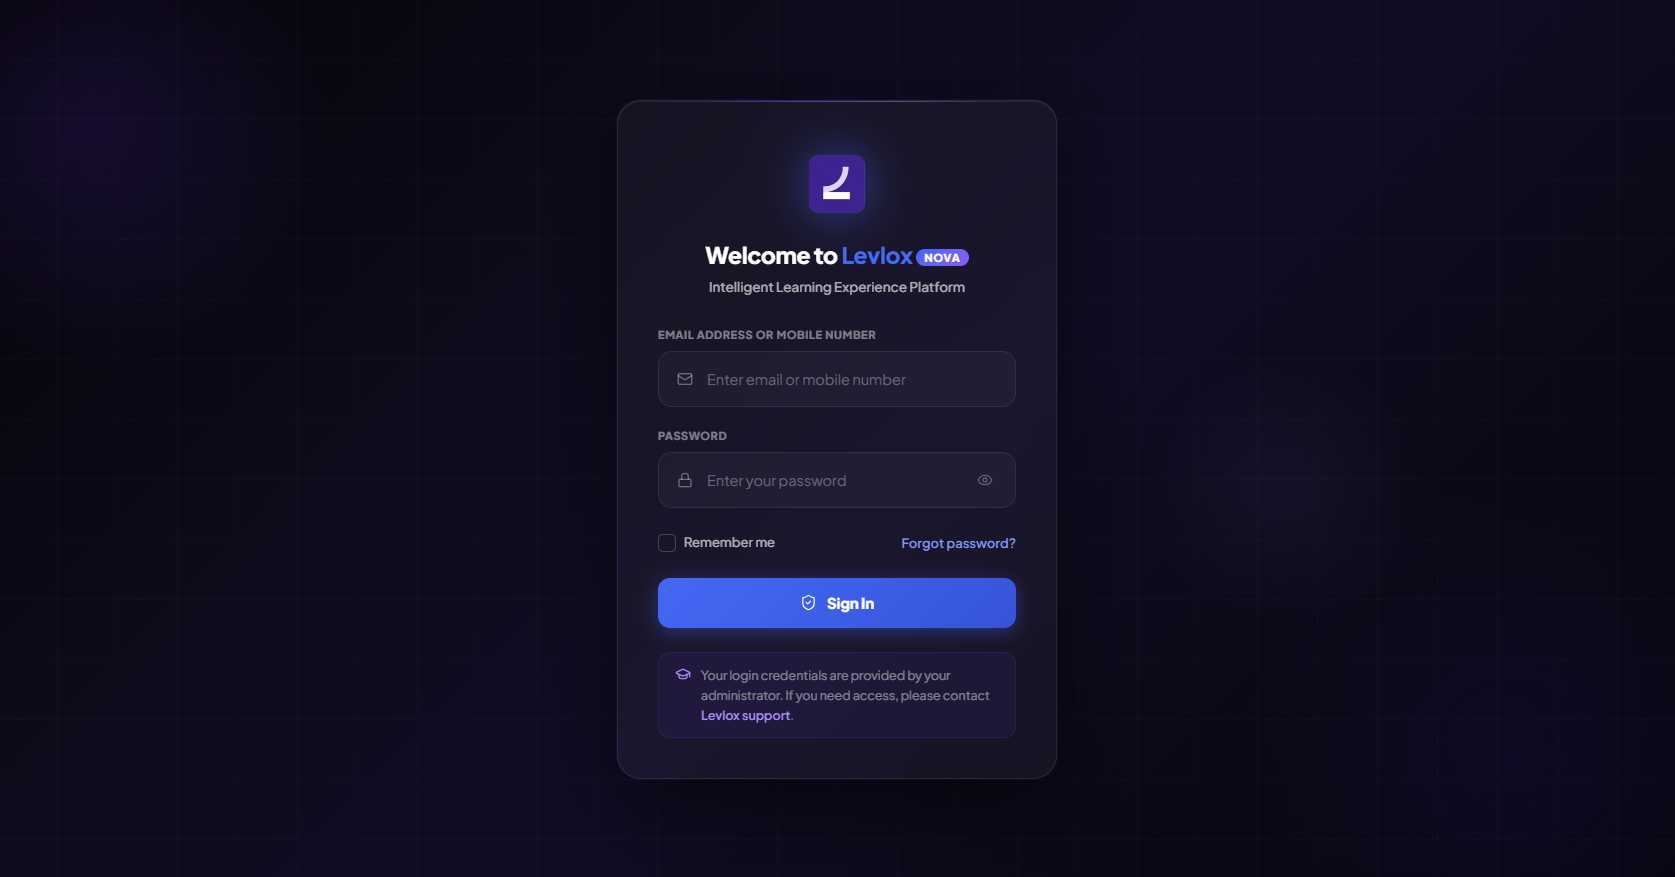 Welcome to Levlox NOVA
Intelligent Learning Experience Platform
EMAIL ADDRESS OR MOBILE NUMBER
Enter email or mobile number
PASSWORD
Enter your password
Remember me
Forgot password?
Sign In
Your login credentials are provided by your
administrator. If you need access, please contact
Levlox support.